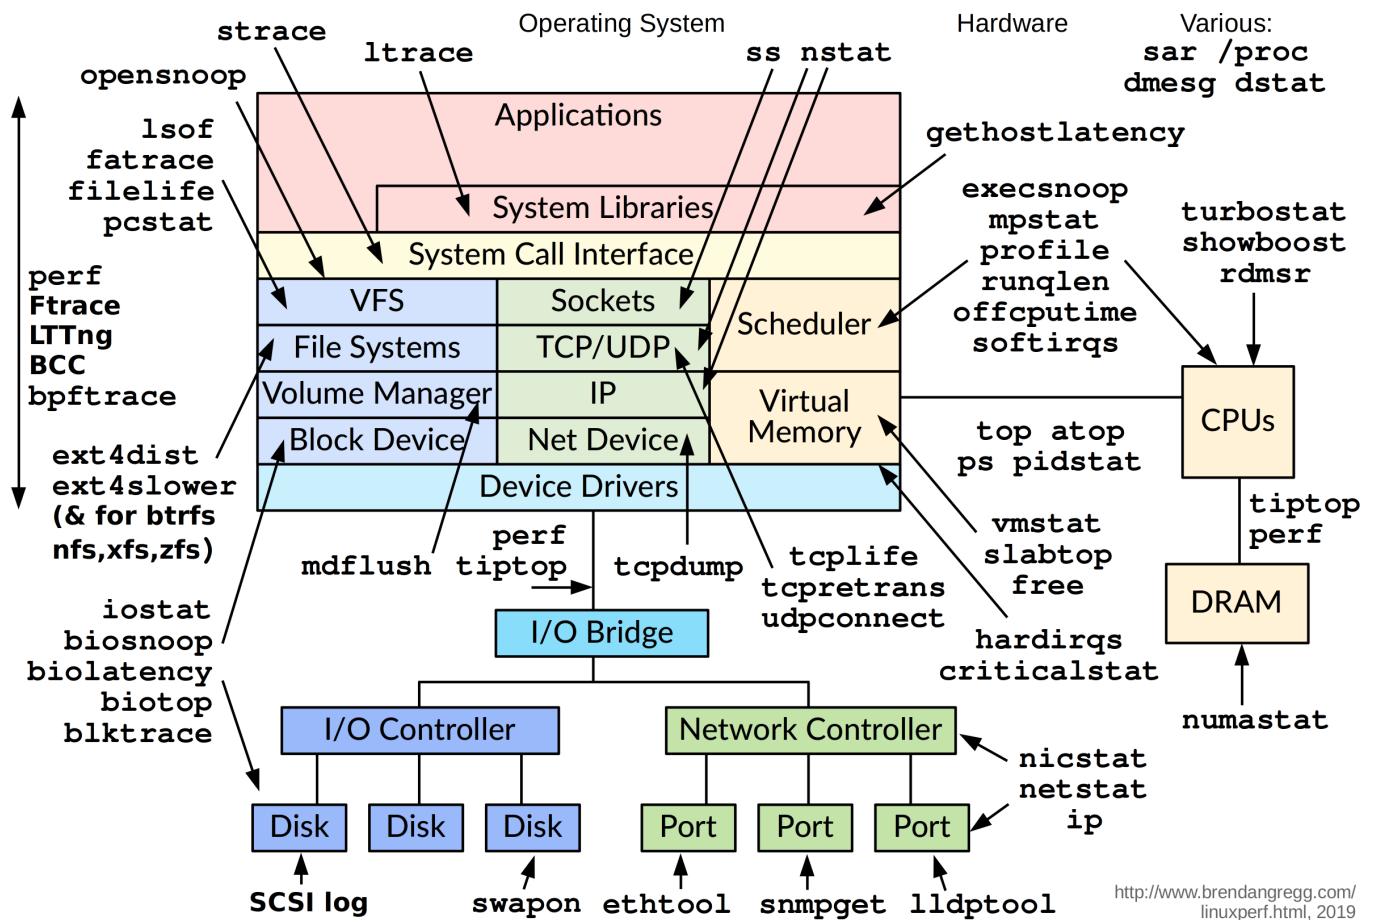 Operating System
Hardware
Various:
strace
ltrace
ss nstat
sar /proc
dmesg dstat
opensnoop
Applications
gethostlatency
lsof
fatrace
filelife
pcstat
System Libraries
execsnoop
mpstat
profile
runqlen
offcputime
softirqs
turbostat
showboost
rdmsr
System Call Interface
perf
Ftrace
LTTng
BCC
bpftrace
VFS
Sockets
Scheduler
File Systems
TCP/UDP
Volume Manager
IP
Virtual
Memory
CPUs
Block Device
Net Device
top atop
ps pidstat
Device Drivers
ext4dist
ext4slower
(& for btrfs
nfs,xfs,zfs)
tiptop
perf
vmstat
slabtop
free
mdflush
perf
tiptop
tcpdump
tcplife
tcpretrans
udpconnect
DRAM
iostat
biosnoop
biolatency
biotop
blktrace
I/O Bridge
hardirqs
criticalstat
numastat
I/O Controller
Network Controller
nicstat
netstat
ip
Disk
Disk
Disk
Port
Port
Port
SCSI log
swapon
ethtool
snmpget
lldptool
http://www.brendangregg.com/
linuxperf.html, 2019